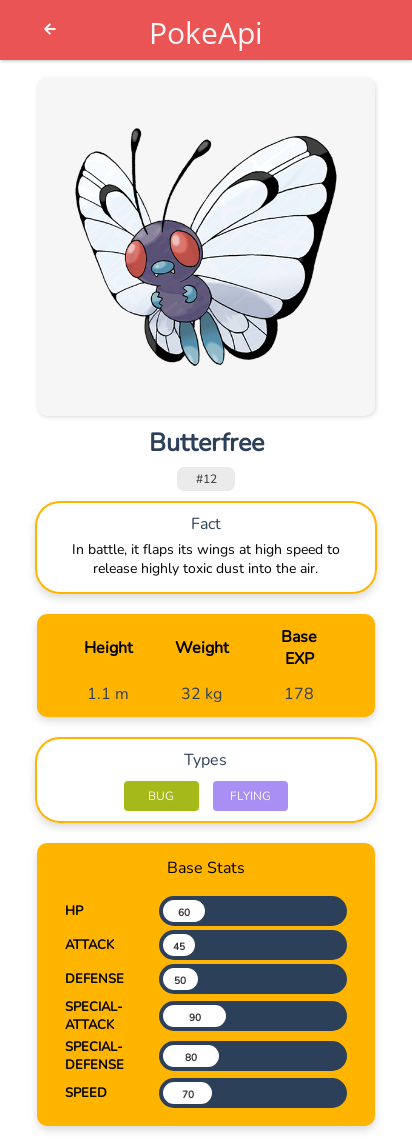 PokeApi
Butterfree
#12
Fact
In battle, it flaps its wings at high speed to
release highly toxic dust into the air.
Height Weight Base
EXP
1.1 m 32 kg 178
Types
BUG FLYING
Base Stats
HP 60
ATTACK 45
DEFENSE 50
SPECIAL-
ATTACK 90
SPECIAL-
DEFENSE 80
SPEED 70